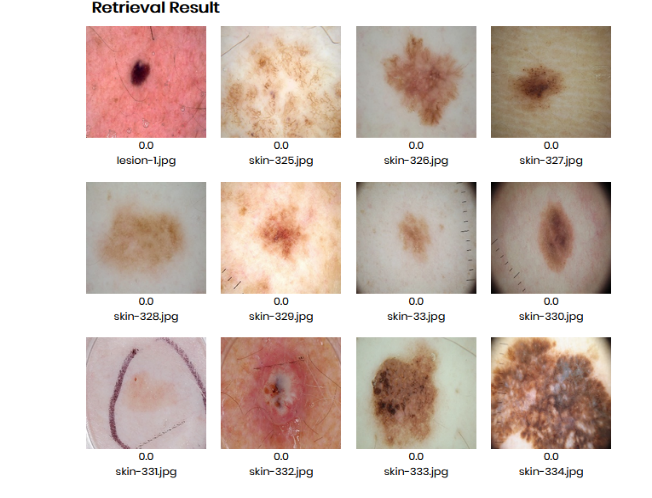 Retrieval Result
0.0 0.0 0.0 0.0
lesion-1.jpg skin-325.jpg skin-326.jpg skin-327.jpg
0.0 0.0 0.0 0.0
skin-328.jpg skin-329.jpg skin-33.jpg skin-330.jpg
0.0 0.0 0.0 0.0
skin-331.jpg skin-332.jpg skin-333.jpg skin-334.jpg